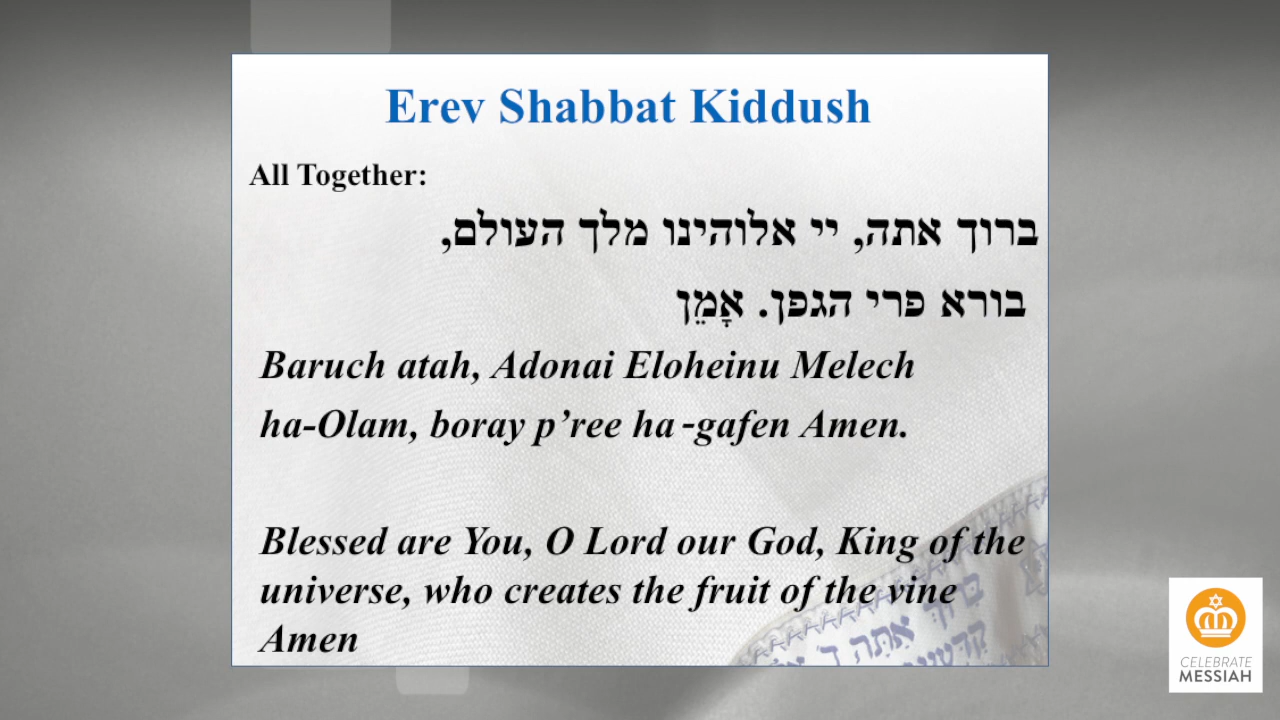 Erev Shabbat Kiddush
All Together:
ברוך אתה, יי אלוהינו מלך העולם,
בורא פרי הגפן. אָמֵן
Baruch atah, Adonai Eloheinu Melech
ha-Olam, boray p’ree ha-gafen Amen.
Blessed are You, O Lord our God, King of the
universe, who creates the fruit of the vine
Amen
בָּרוּךְ
אַתָּה ד'
CELEBRATE
MESSIAH